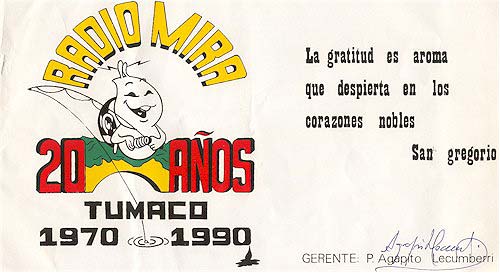 RADIO MIRA
20 AÑOS
TUMACO
1970 1990
La gratitud es aroma
que despierta en los
corazones nobles
San gregorio
GERENTE: P. Agapito Lecumberri